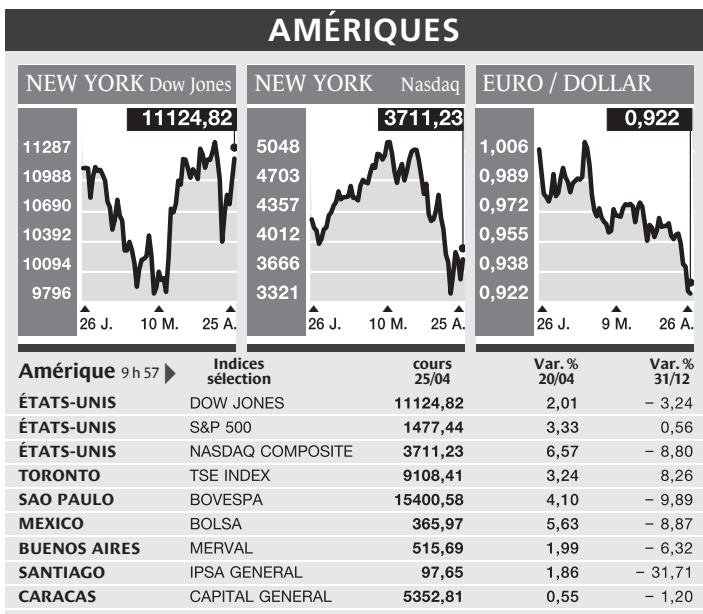 AMÉRIQUES
NEW YORK Dow Jones
11124,82
11287
10988
10690
10392
10094
9796
26 J. 10 M. 25 A.
NEW YORK Nasdaq
3711,23
5048
4703
4357
4012
3666
3321
26 J. 10 M. 25 A.
EURO / DOLLAR
0,922
1,006
0,989
0,972
0,955
0,938
0,922
26 J. 9 M. 26 A.
Amérique 9 h 57 Indices sélection cours 25/04 Var. % 20/04 Var. % 31/12
ÉTATS-UNIS DOW JONES 11124,82 2,01 – 3,24
ÉTATS-UNIS S&P 500 1477,44 3,33 0,56
ÉTATS-UNIS NASDAQ COMPOSITE 3711,23 6,57 – 8,80
TORONTO TSE INDEX 9108,41 3,24 8,26
SAO PAULO BOVESPA 15400,58 4,10 – 9,89
MEXICO BOLSA 365,97 5,63 – 8,87
BUENOS AIRES MERVAL 515,69 1,99 – 6,32
SANTIAGO IPSA GENERAL 97,65 1,86 – 31,71
CARACAS CAPITAL GENERAL 5352,81 0,55 – 1,20